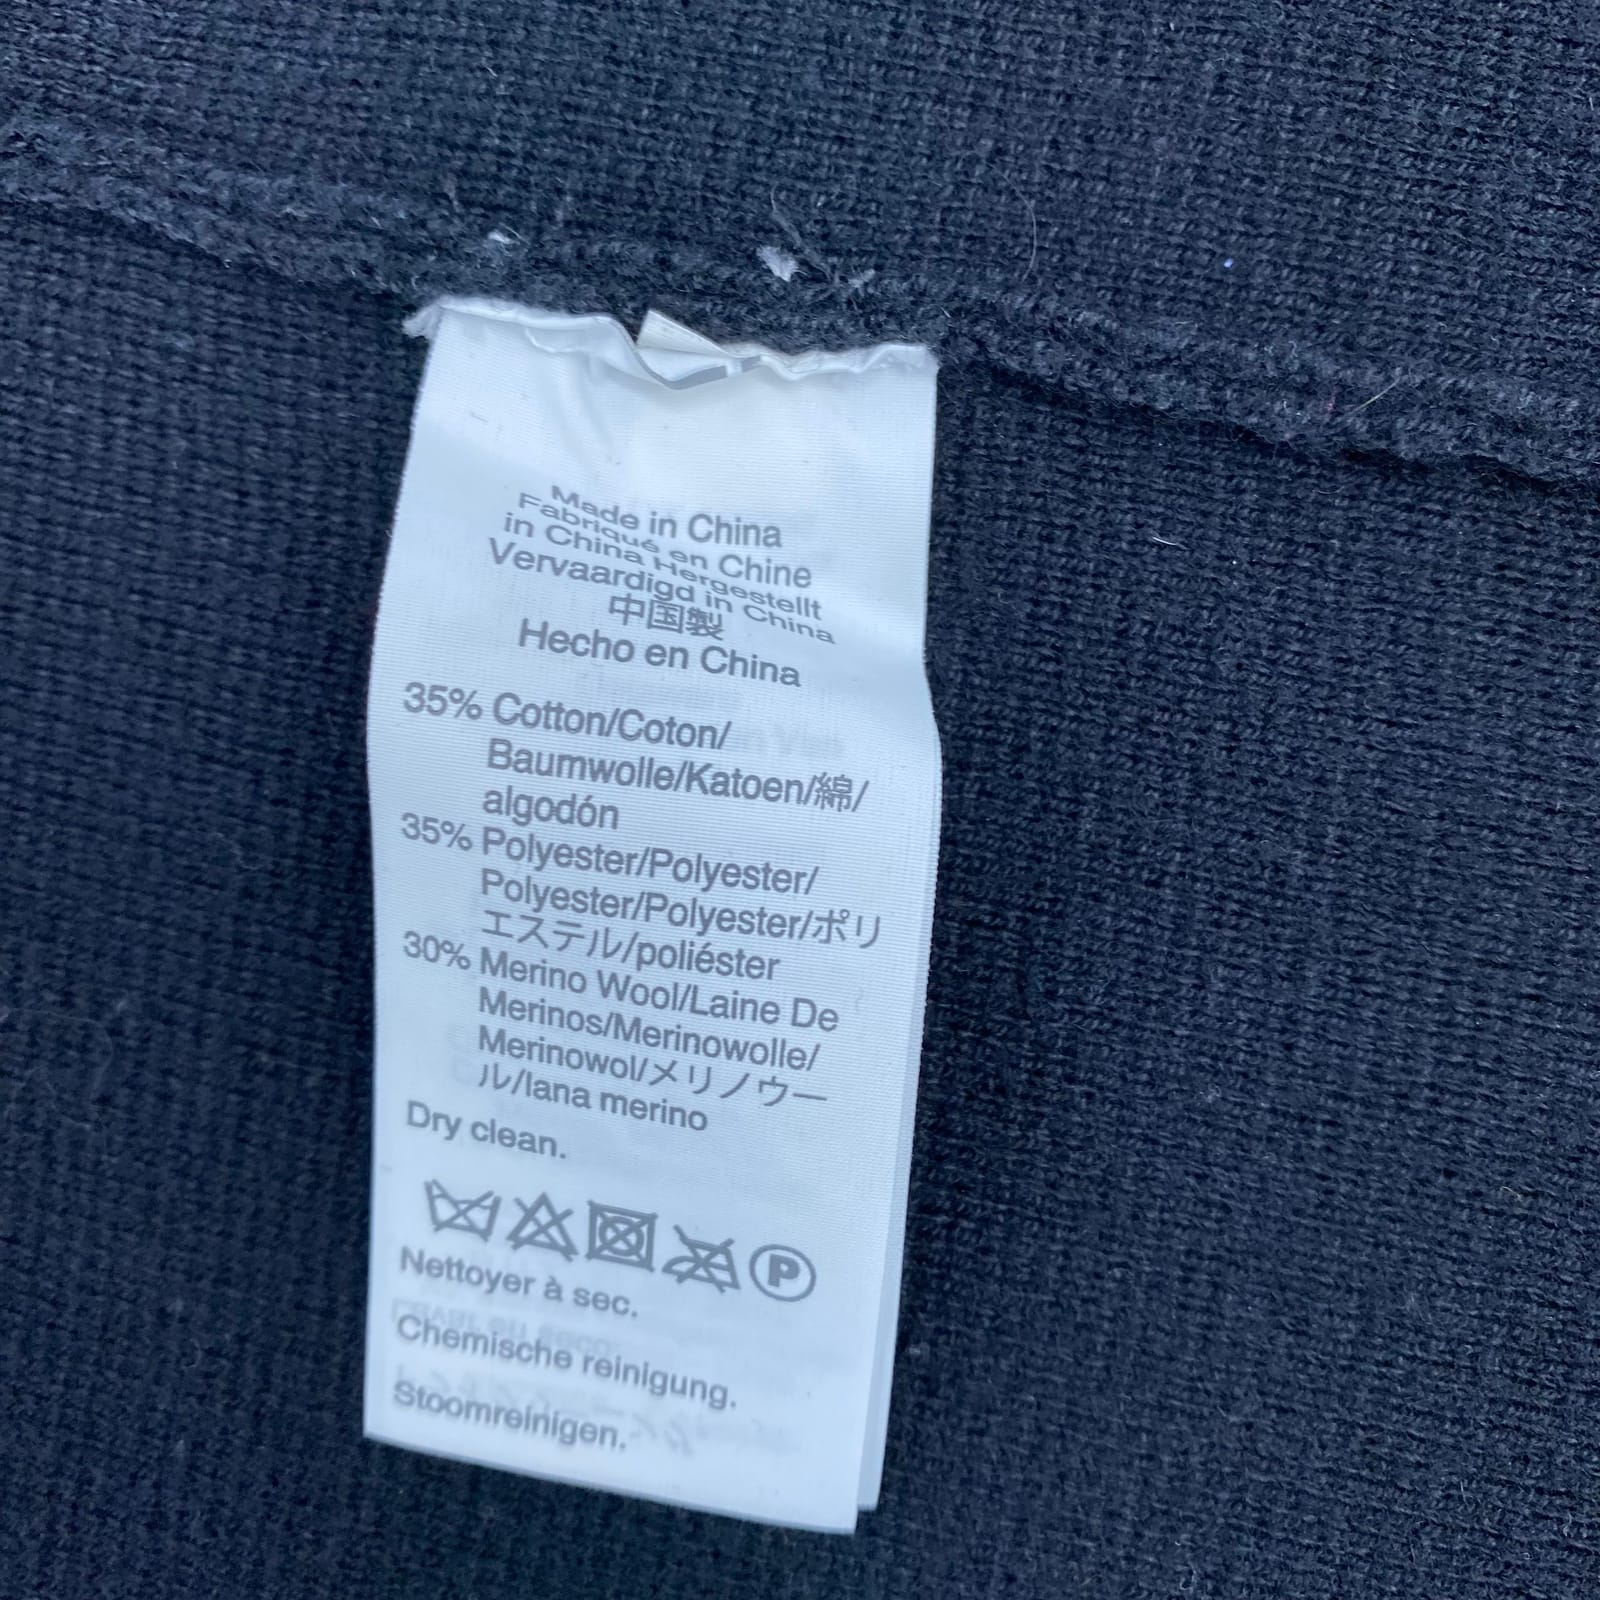 Made in China
Fabriqué en Chine
in China Hergestellt
Vervaardigd in China
中国製
Hecho en China
35% Cotton/Coton/
Baumwolle/Katoen/綿/
algodón
35% Polyester/Polyester/
Polyester/Polyester/ポリ
エステル/poliéster
30% Merino Wool/Laine De
Merinos/Merinowolle/
Merinowol/メリノウー
ル/lana merino
Dry clean.
P
Nettoyer à sec.
Chemische reinigung.
Stoomreinigen.